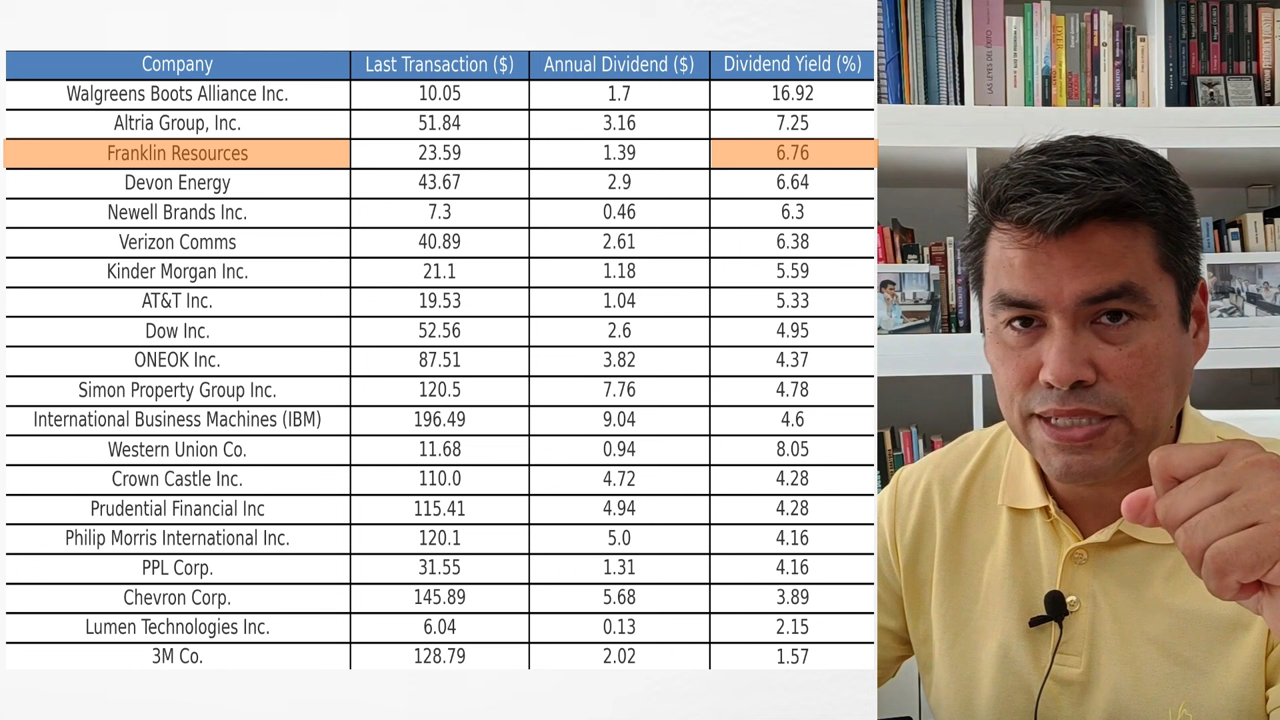 Company Last Transaction ($) Annual Dividend ($) Dividend Yield (%)
Walgreens Boots Alliance Inc. 10.05 1.7 16.92
Altria Group, Inc. 51.84 3.16 7.25
Franklin Resources 23.59 1.39 6.76
Devon Energy 43.67 2.9 6.64
Newell Brands Inc. 7.3 0.46 6.3
Verizon Comms 40.89 2.61 6.38
Kinder Morgan Inc. 21.1 1.18 5.59
AT&T Inc. 19.53 1.04 5.33
Dow Inc. 52.56 2.6 4.95
ONEOK Inc. 87.51 3.82 4.37
Simon Property Group Inc. 120.5 7.76 4.78
International Business Machines (IBM) 196.49 9.04 4.6
Western Union Co. 11.68 0.94 8.05
Crown Castle Inc. 110.0 4.72 4.28
Prudential Financial Inc 115.41 4.94 4.28
Philip Morris International Inc. 120.1 5.0 4.16
PPL Corp. 31.55 1.31 4.16
Chevron Corp. 145.89 5.68 3.89
Lumen Technologies Inc. 6.04 0.13 2.15
3M Co. 128.79 2.02 1.57
LAS LEYES DEL ÉXITO
DYER